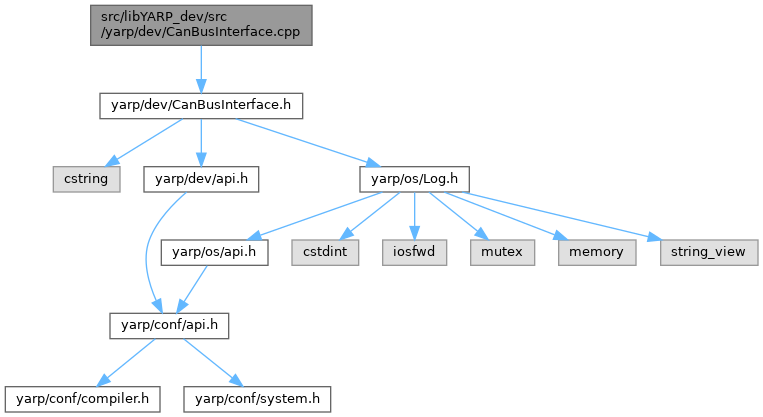 src/libYARP_dev/src
/yarp/dev/CanBusInterface.cpp
yarp/dev/CanBusInterface.h
cstring
yarp/dev/api.h
yarp/os/Log.h
yarp/os/api.h
cstdint
iosfwd
mutex
memory
string_view
yarp/conf/api.h
yarp/conf/compiler.h
yarp/conf/system.h